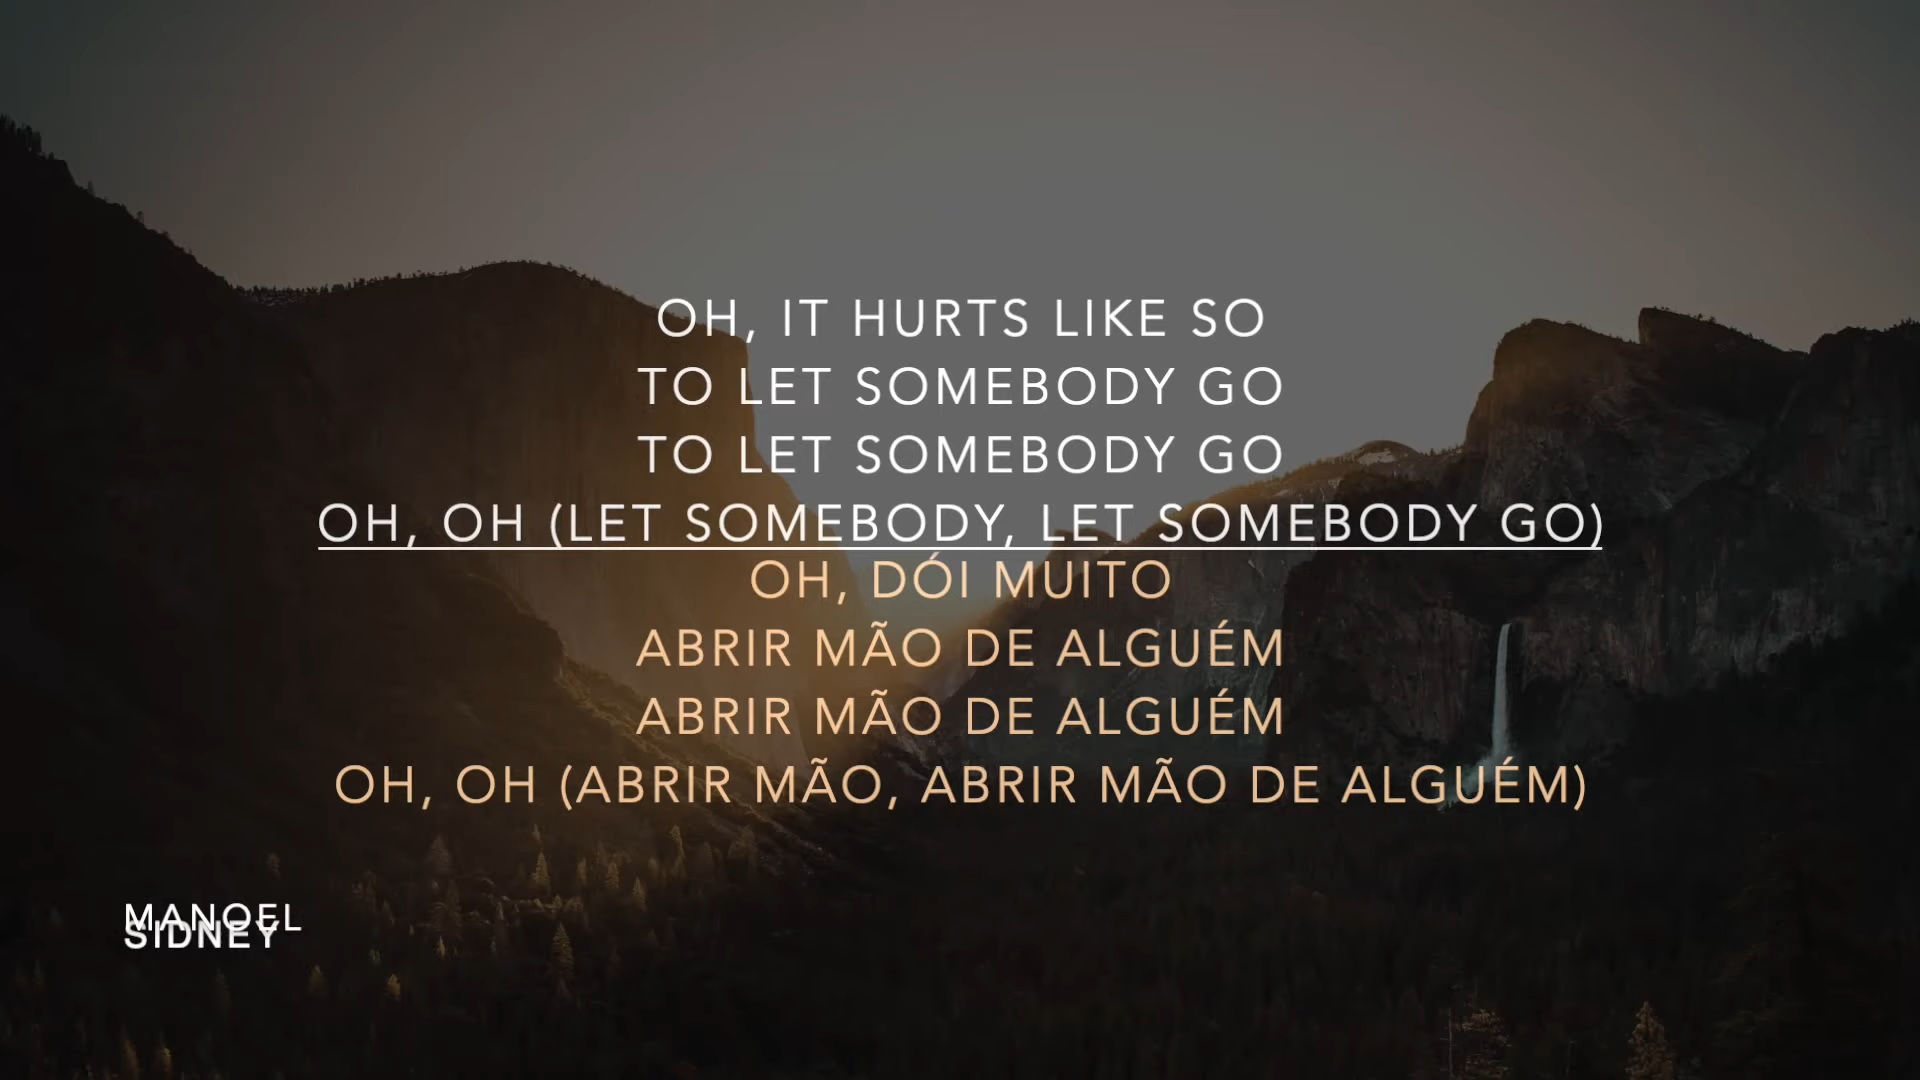 OH, IT HURTS LIKE SO
TO LET SOMEBODY GO
TO LET SOMEBODY GO
OH, OH (LET SOMEBODY, LET SOMEBODY GO)
OH, DÓI MUITO
ABRIR MÃO DE ALGUÉM
ABRIR MÃO DE ALGUÉM
OH, OH (ABRIR MÃO, ABRIR MÃO DE ALGUÉM)
MANOEL
SIDNEY